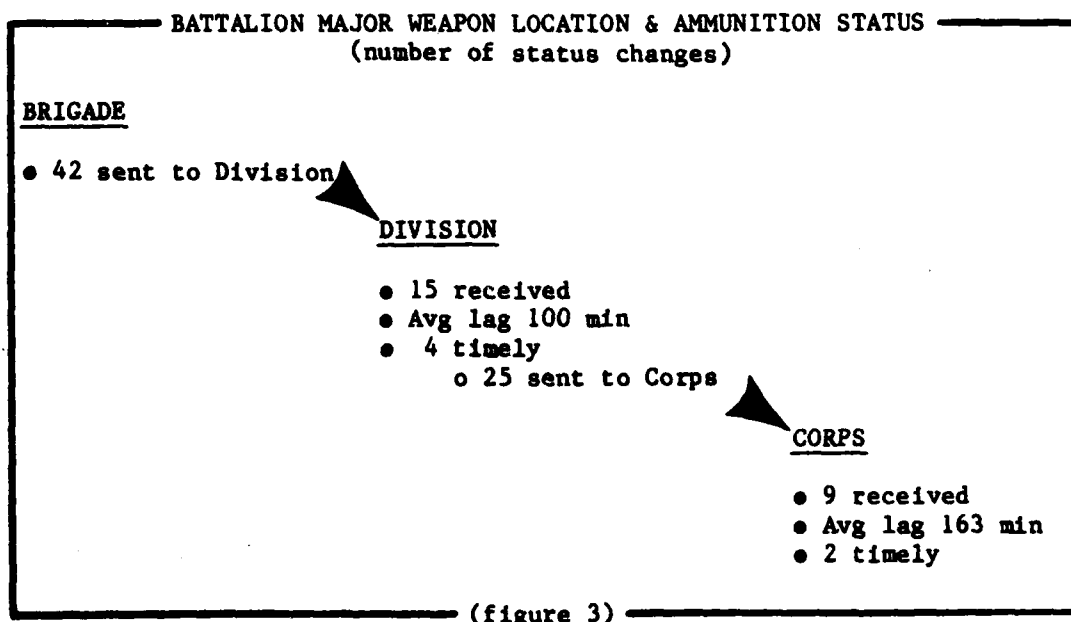 BATTALION MAJOR WEAPON LOCATION & AMMUNITION STATUS
(number of status changes)
BRIGADE
● 42 sent to Division
DIVISION
● 15 received
● Avg lag 100 min
● 4 timely
o 25 sent to Corps
CORPS
● 9 received
● Avg lag 163 min
● 2 timely
(figure 3)